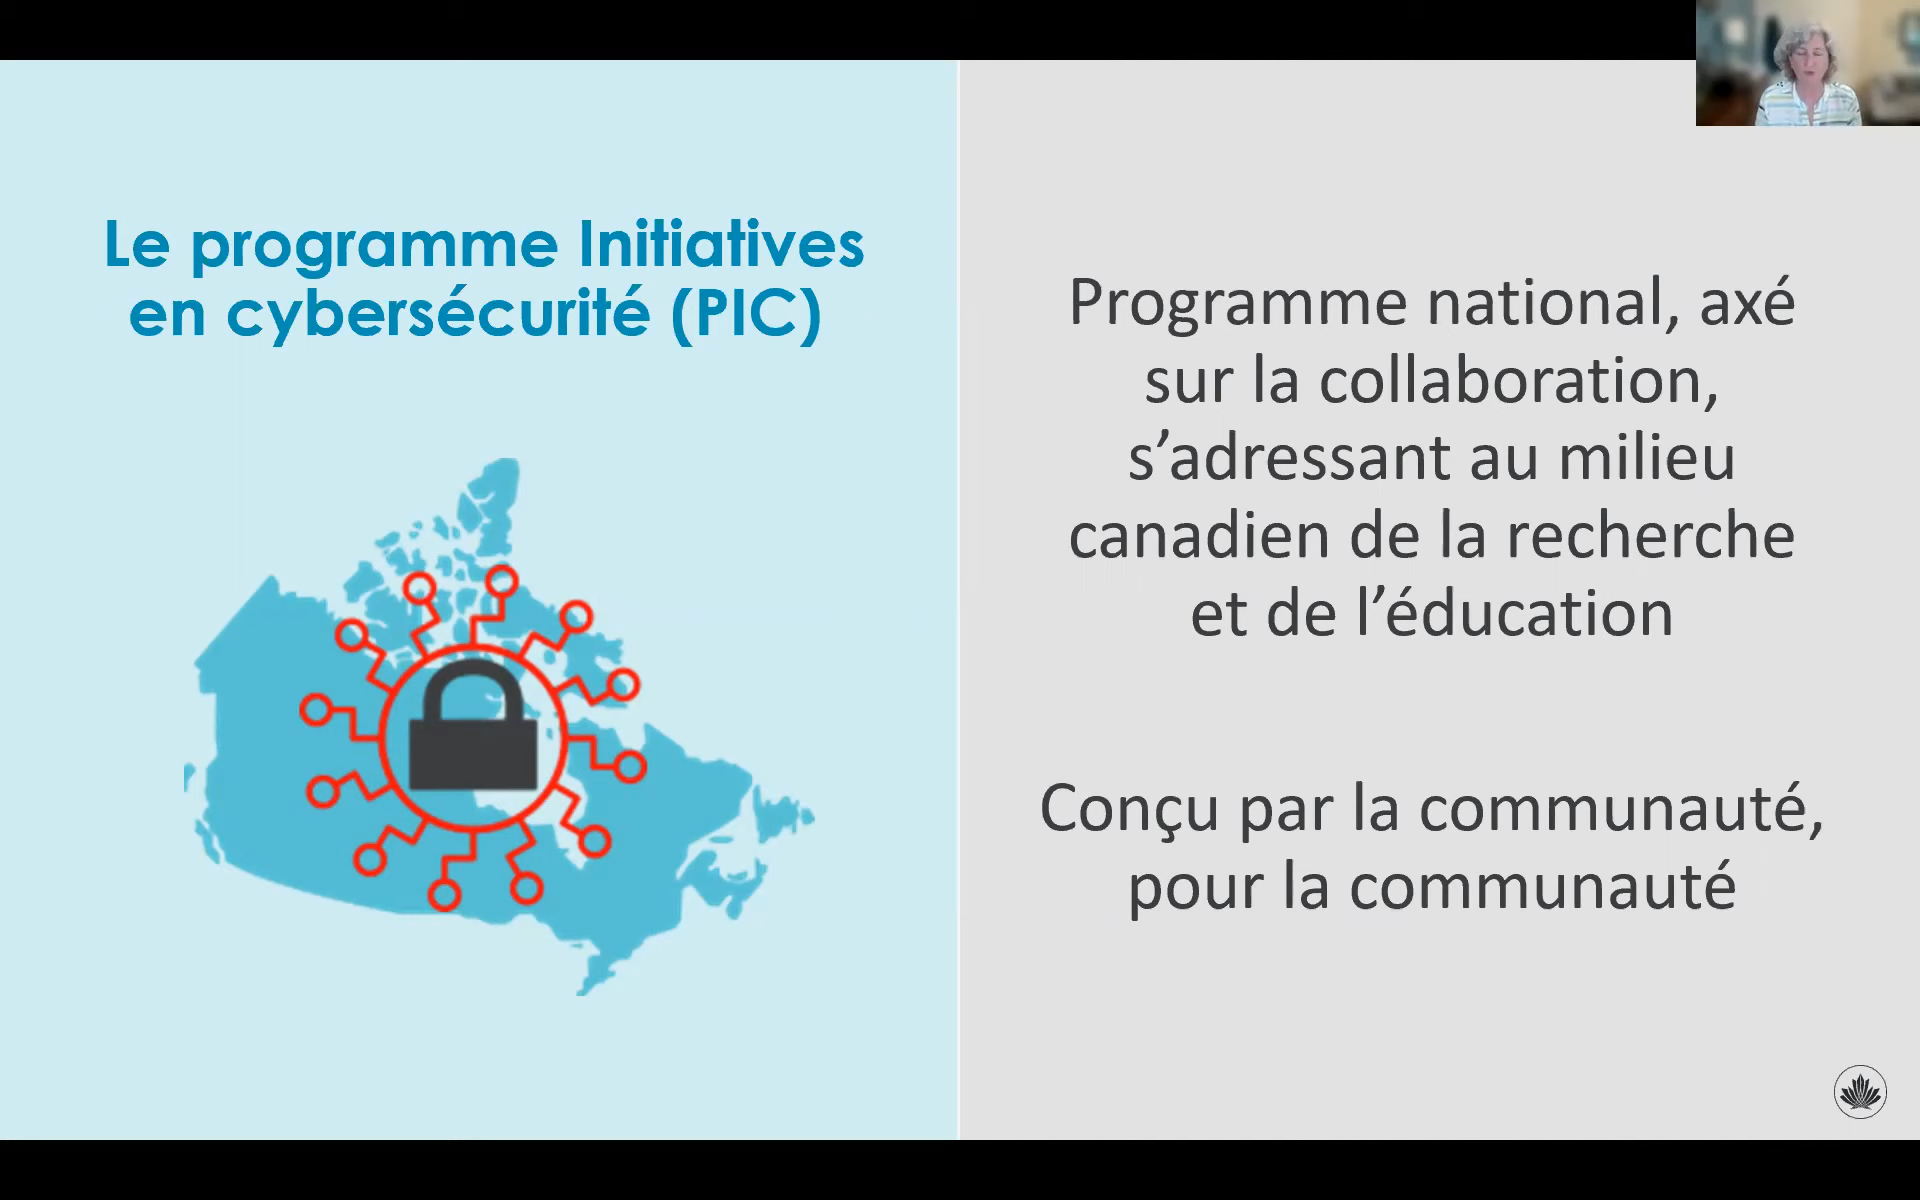 Le programme Initiatives
en cybersécurité (PIC)
Programme national, axé
sur la collaboration,
s’adressant au milieu
canadien de la recherche
et de l’éducation
Conçu par la communauté,
pour la communauté